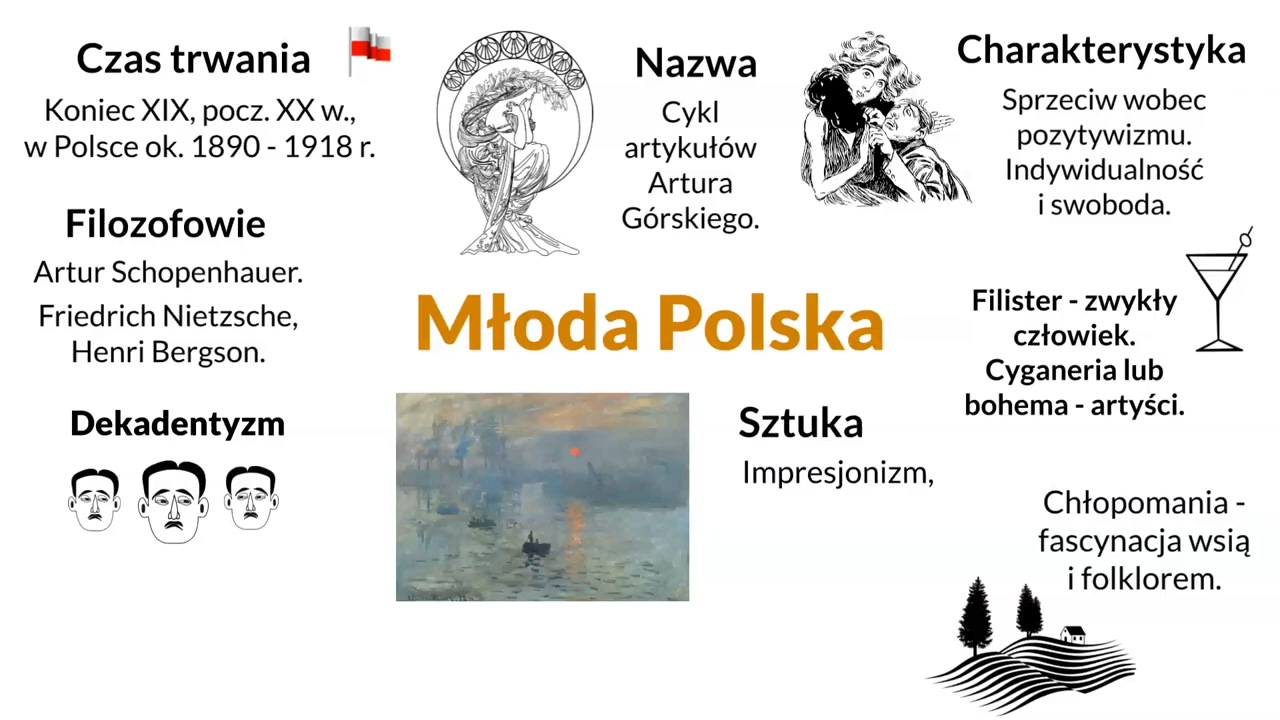 Czas trwania
Koniec XIX, pocz. XX w.,
w Polsce ok. 1890 - 1918 r.
Filozofowie
Artur Schopenhauer.
Friedrich Nietzsche,
Henri Bergson.
Dekadentyzm
Nazwa
Cykl
artykułów
Artura
Górskiego.
Młoda Polska
Sztuka
Impresjonizm,
Charakterystyka
Sprzeciw wobec
pozytywizmu.
Indywidualność
i swoboda.
Filister - zwykły
człowiek.
Cyganeria lub
bohema - artyści.
Chłopomania -
fascynacja wsią
i folklorem.